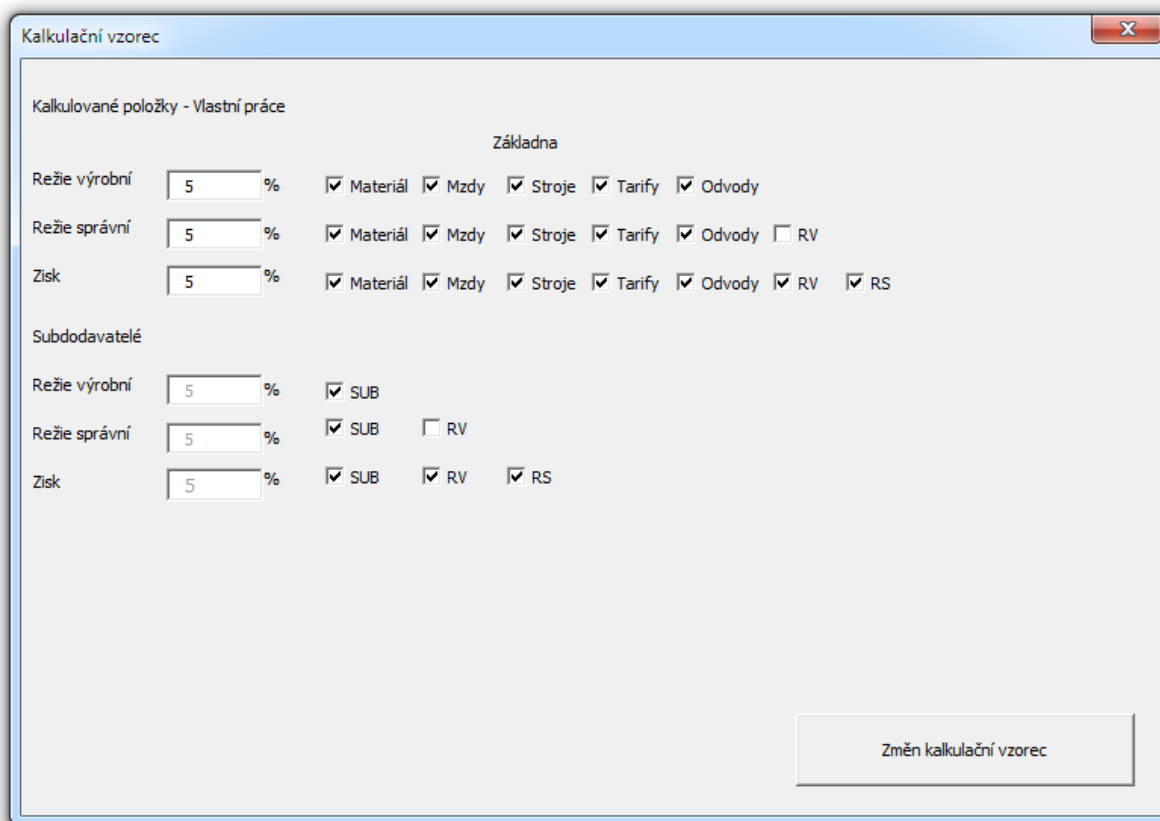 Kalkulační vzorec
Kalkulované položky - Vlastní práce
Základna
Režie výrobní 5 % Materiál Mzdy Stroje Tarify Odvody
Režie správní 5 % Materiál Mzdy Stroje Tarify Odvody RV
Zisk 5 % Materiál Mzdy Stroje Tarify Odvody RV RS
Subdodavatelé
Režie výrobní 5 % SUB
Režie správní 5 % SUB RV
Zisk 5 % SUB RV RS
Změn kalkulační vzorec